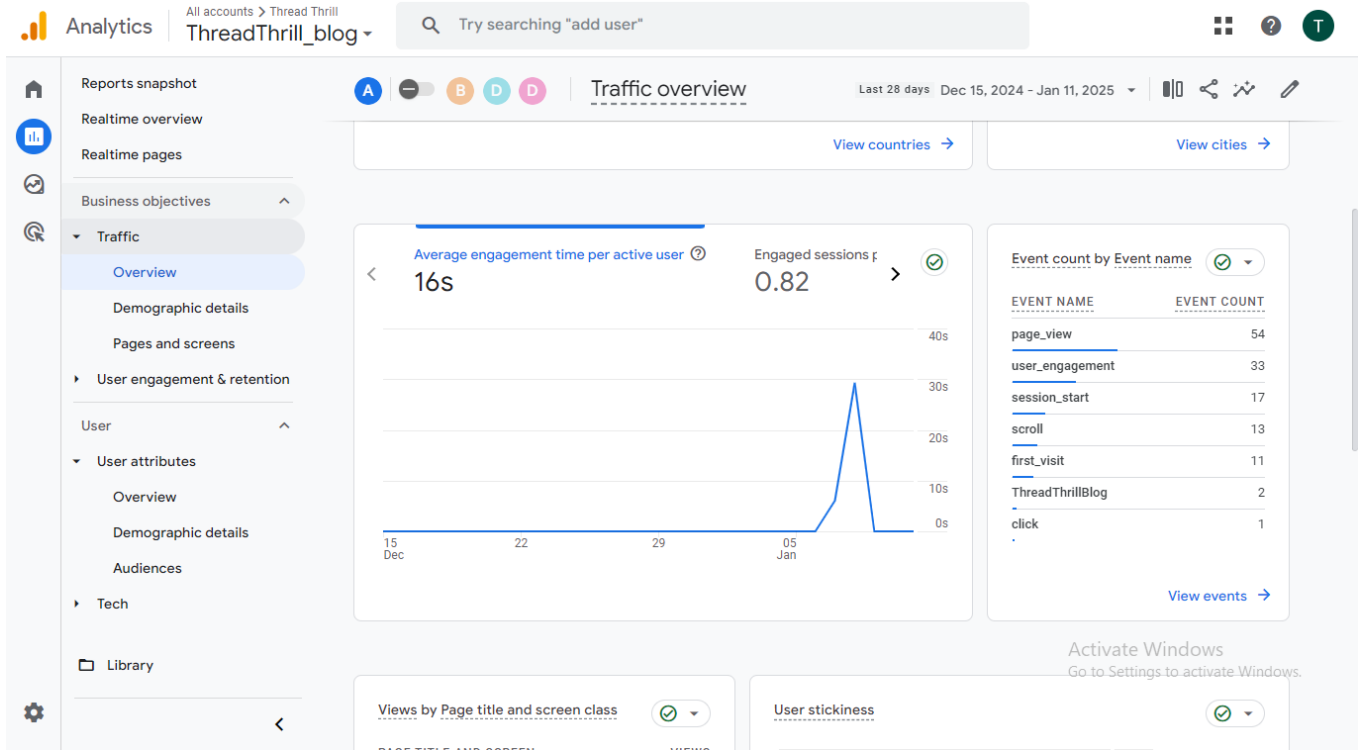 Analytics
All accounts > Thread Thrill
ThreadThrill_blog
Try searching "add user"
T
Reports snapshot
Realtime overview
Realtime pages
Business objectives
Traffic
Overview
Demographic details
Pages and screens
User engagement & retention
User
User attributes
Overview
Demographic details
Audiences
Tech
Library
A
B
D
D
Traffic overview
Last 28 days Dec 15, 2024 - Jan 11, 2025
View countries
View cities
Average engagement time per active user
16s
Engaged sessions p
0.82
40s
30s
20s
10s
0s
15
Dec
22
29
05
Jan
Event count by Event name
EVENT NAME EVENT COUNT
page_view 54
user_engagement 33
session_start 17
scroll 13
first_visit 11
ThreadThrillBlog 2
click 1
View events
Activate Windows
Go to Settings to activate Windows.
Views by Page title and screen class
PAGE TITLE AND SCREEN VIEWS
User stickiness